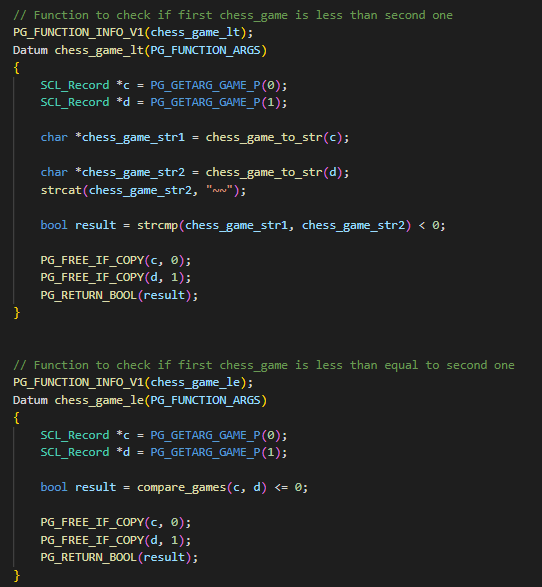 // Function to check if first chess_game is less than second one
PG_FUNCTION_INFO_V1(chess_game_lt);
Datum chess_game_lt(PG_FUNCTION_ARGS)
{
    SCL_Record *c = PG_GETARG_GAME_P(0);
    SCL_Record *d = PG_GETARG_GAME_P(1);

    char *chess_game_str1 = chess_game_to_str(c);

    char *chess_game_str2 = chess_game_to_str(d);
    strcat(chess_game_str2, "~~");

    bool result = strcmp(chess_game_str1, chess_game_str2) < 0;

    PG_FREE_IF_COPY(c, 0);
    PG_FREE_IF_COPY(d, 1);
    PG_RETURN_BOOL(result);
}

// Function to check if first chess_game is less than equal to second one
PG_FUNCTION_INFO_V1(chess_game_le);
Datum chess_game_le(PG_FUNCTION_ARGS)
{
    SCL_Record *c = PG_GETARG_GAME_P(0);
    SCL_Record *d = PG_GETARG_GAME_P(1);

    bool result = compare_games(c, d) <= 0;

    PG_FREE_IF_COPY(c, 0);
    PG_FREE_IF_COPY(d, 1);
    PG_RETURN_BOOL(result);
}